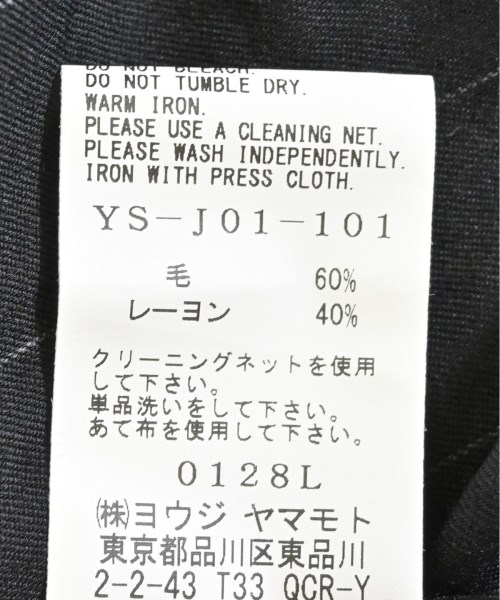 DO NOT BLEACH.
DO NOT TUMBLE DRY.
WARM IRON.
PLEASE USE A CLEANING NET.
PLEASE WASH INDEPENDENTLY.
IRON WITH PRESS CLOTH.
YS-J01-101
毛 60%
レーヨン 40%
クリーニングネットを使用
して下さい。
単品洗いをして下さい。
あて布を使用して下さい。
0128L
㈱ヨウジ ヤマモト
東京都品川区東品川
2-2-43 T33 QCR-Y